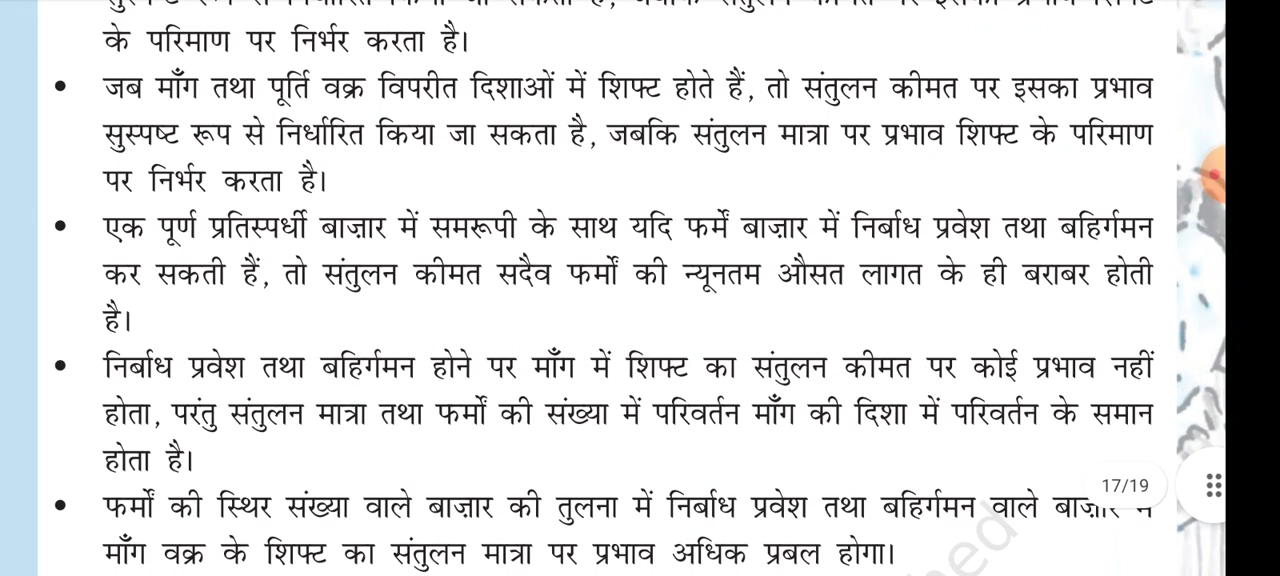 के परिमाण पर निर्भर करता है।
• जब माँग तथा पूर्ति वक्र विपरीत दिशाओं में शिफ्ट होते हैं, तो संतुलन कीमत पर इसका प्रभाव
सुस्पष्ट रूप से निर्धारित किया जा सकता है, जबकि संतुलन मात्रा पर प्रभाव शिफ्ट के परिमाण
पर निर्भर करता है।
• एक पूर्ण प्रतिस्पर्धी बाज़ार में समरूपी के साथ यदि फर्में बाज़ार में निर्बाध प्रवेश तथा बहिर्गमन
कर सकती हैं, तो संतुलन कीमत सदैव फर्मों की न्यूनतम औसत लागत के ही बराबर होती
है।
• निर्बाध प्रवेश तथा बहिर्गमन होने पर माँग में शिफ्ट का संतुलन कीमत पर कोई प्रभाव नहीं
होता, परंतु संतुलन मात्रा तथा फर्मों की संख्या में परिवर्तन माँग की दिशा में परिवर्तन के समान
होता है।
17/19
• फर्मों की स्थिर संख्या वाले बाज़ार की तुलना में निर्बाध प्रवेश तथा बहिर्गमन वाले बाज़ार में
माँग वक्र के शिफ्ट का संतुलन मात्रा पर प्रभाव अधिक प्रबल होगा।